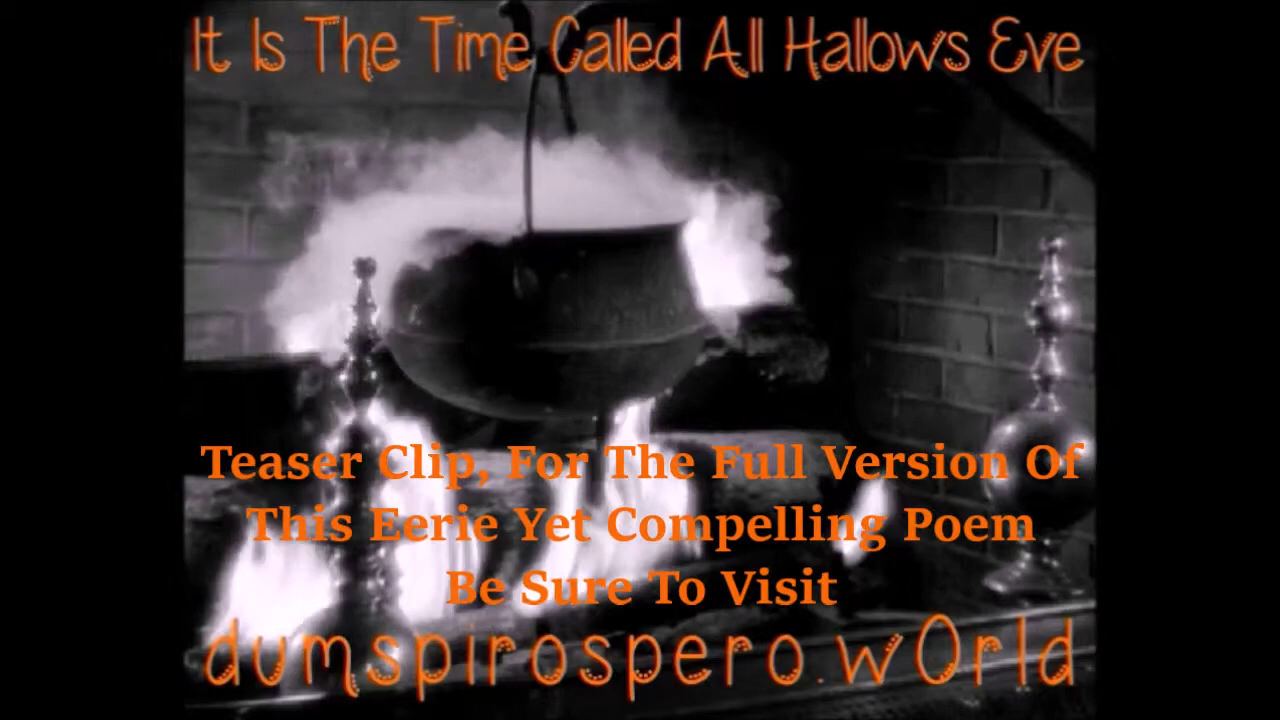 It Is The Time Called All Hallows Eve
Teaser Clip, For The Full Version Of
This Eerie Yet Compelling Poem
Be Sure To Visit
dumspirospero.wOrld